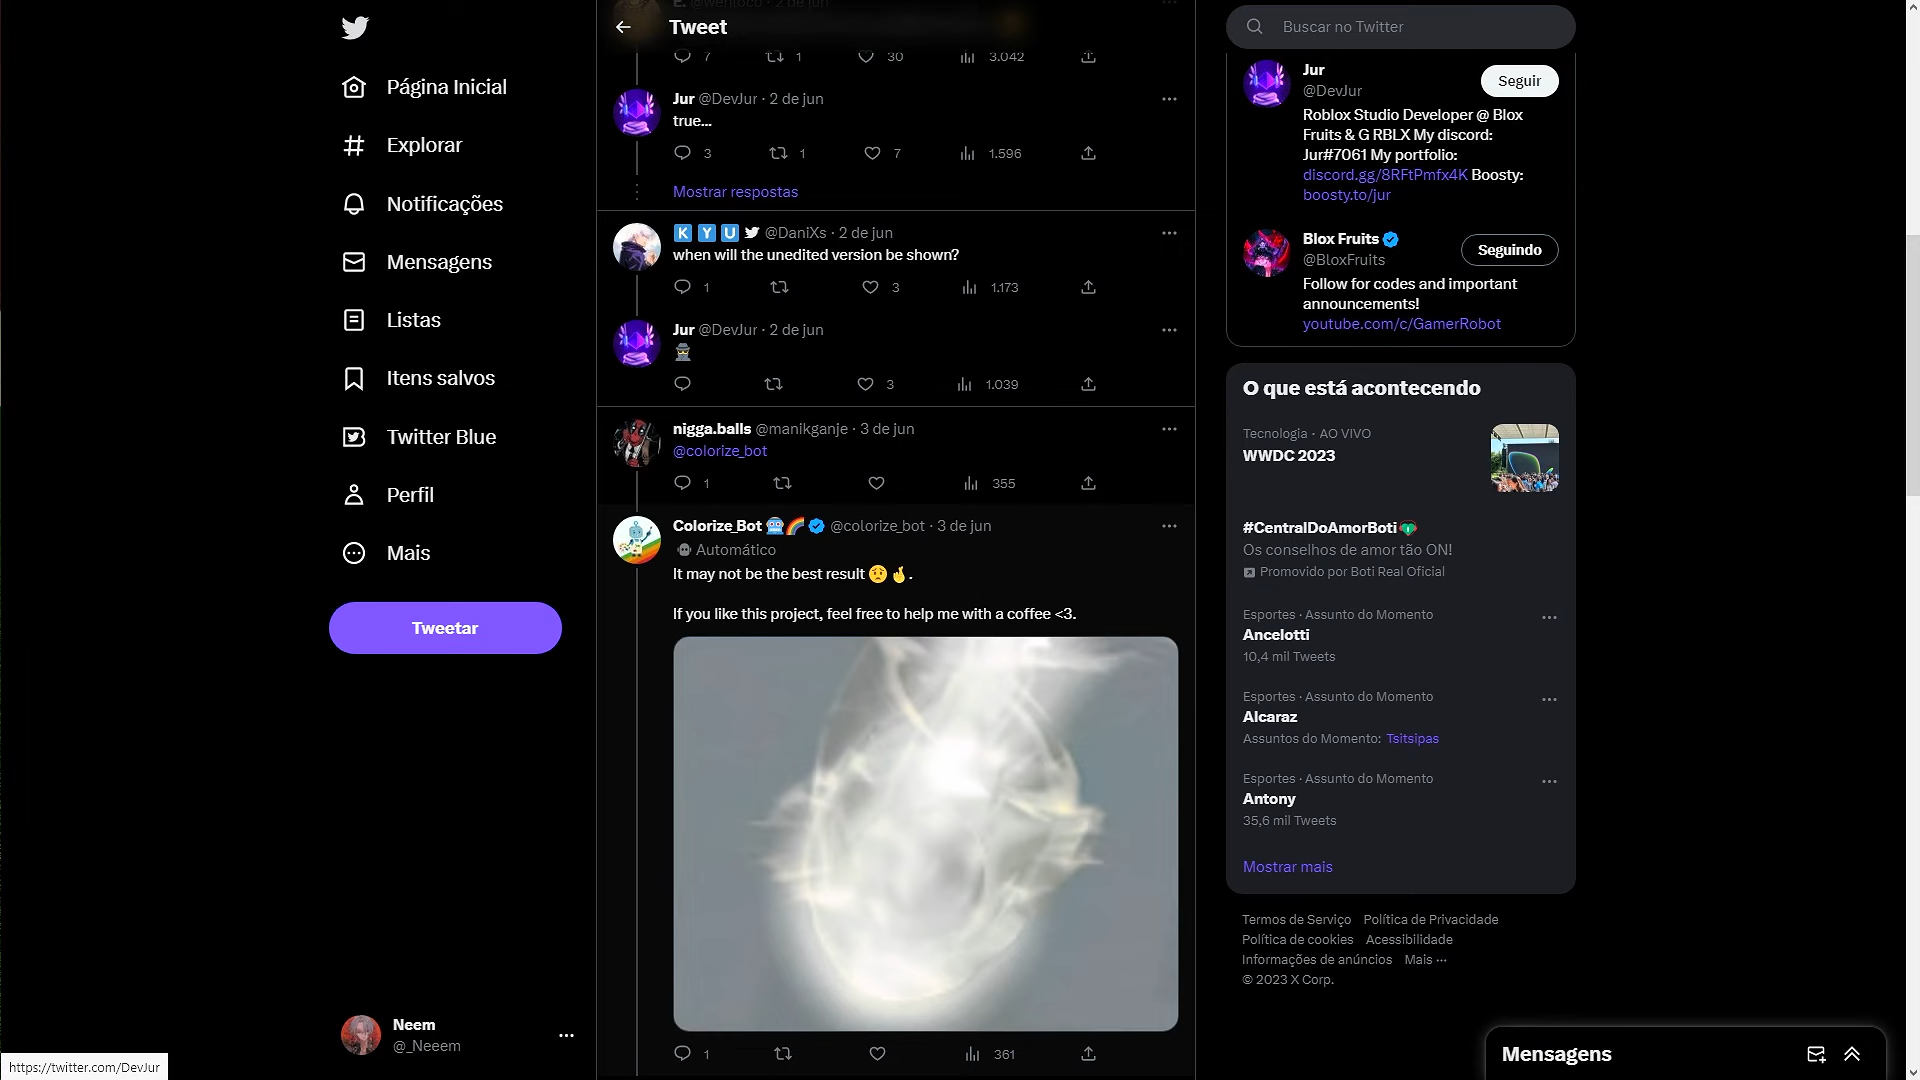 Página Inicial
Explorar
Notificações
Mensagens
Listas
Itens salvos
Twitter Blue
Perfil
Mais
Tweetar
Neem
@_Neeem
https://twitter.com/DevJur
Tweet
7 1 30 3.042
Jur @DevJur · 2 de jun
true...
3 1 7 1.596
Mostrar respostas
K Y U @DaniXs · 2 de jun
when will the unedited version be shown?
1 3 1.173
Jur @DevJur · 2 de jun
3 1.039
nigga.balls @manikganje · 3 de jun
@colorize_bot
1 355
Colorize Bot @colorize_bot · 3 de jun
Automático
It may not be the best result 😟🤞.
If you like this project, feel free to help me with a coffee <3.
1 361
Buscar no Twitter
Jur
@DevJur
Seguir
Roblox Studio Developer @ Blox
Fruits & G RBLX My discord:
Jur#7061 My portfolio:
discord.gg/8RFtPmfx4K Boosty:
boosty.to/jur
Blox Fruits
@BloxFruits
Seguindo
Follow for codes and important
announcements!
youtube.com/c/GamerRobot
O que está acontecendo
Tecnologia · AO VIVO
WWDC 2023
#CentralDoAmorBoti
Os conselhos de amor tão ON!
Promovido por Boti Real Oficial
Esportes · Assunto do Momento
Ancelotti
10,4 mil Tweets
Esportes · Assunto do Momento
Alcaraz
Assuntos do Momento: Tsitsipas
Esportes · Assunto do Momento
Antony
35,6 mil Tweets
Mostrar mais
Termos de Serviço Política de Privacidade
Política de cookies Acessibilidade
Informações de anúncios Mais ···
© 2023 X Corp.
Mensagens